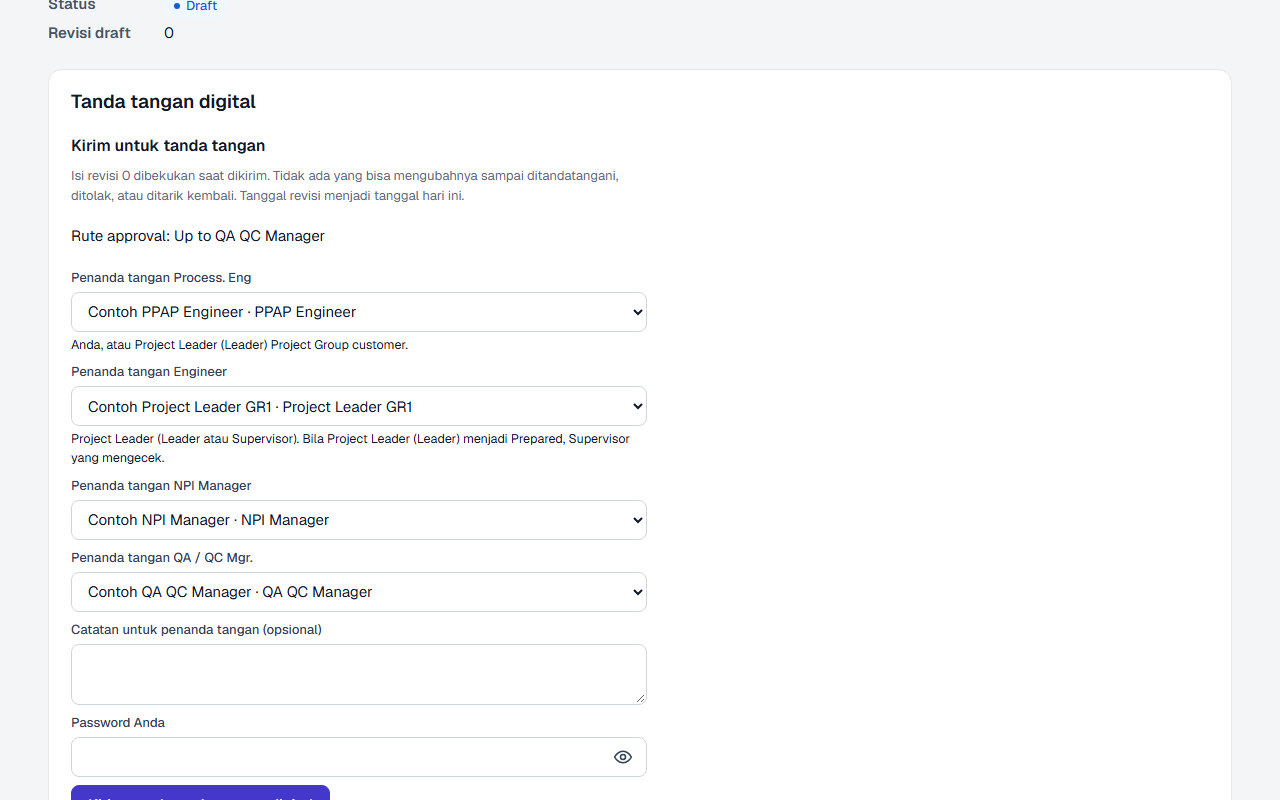 Status
Draft
Revisi draft 0
Tanda tangan digital
Kirim untuk tanda tangan
Isi revisi 0 dibekukan saat dikirim. Tidak ada yang bisa mengubahnya sampai ditandatangani,
ditolak, atau ditarik kembali. Tanggal revisi menjadi tanggal hari ini.
Rute approval: Up to QA QC Manager
Penanda tangan Process. Eng
Contoh PPAP Engineer · PPAP Engineer
Anda, atau Project Leader (Leader) Project Group customer.
Penanda tangan Engineer
Contoh Project Leader GR1 · Project Leader GR1
Project Leader (Leader atau Supervisor). Bila Project Leader (Leader) menjadi Prepared, Supervisor
yang mengecek.
Penanda tangan NPI Manager
Contoh NPI Manager · NPI Manager
Penanda tangan QA / QC Mgr.
Contoh QA QC Manager · QA QC Manager
Catatan untuk penanda tangan (opsional)
Password Anda